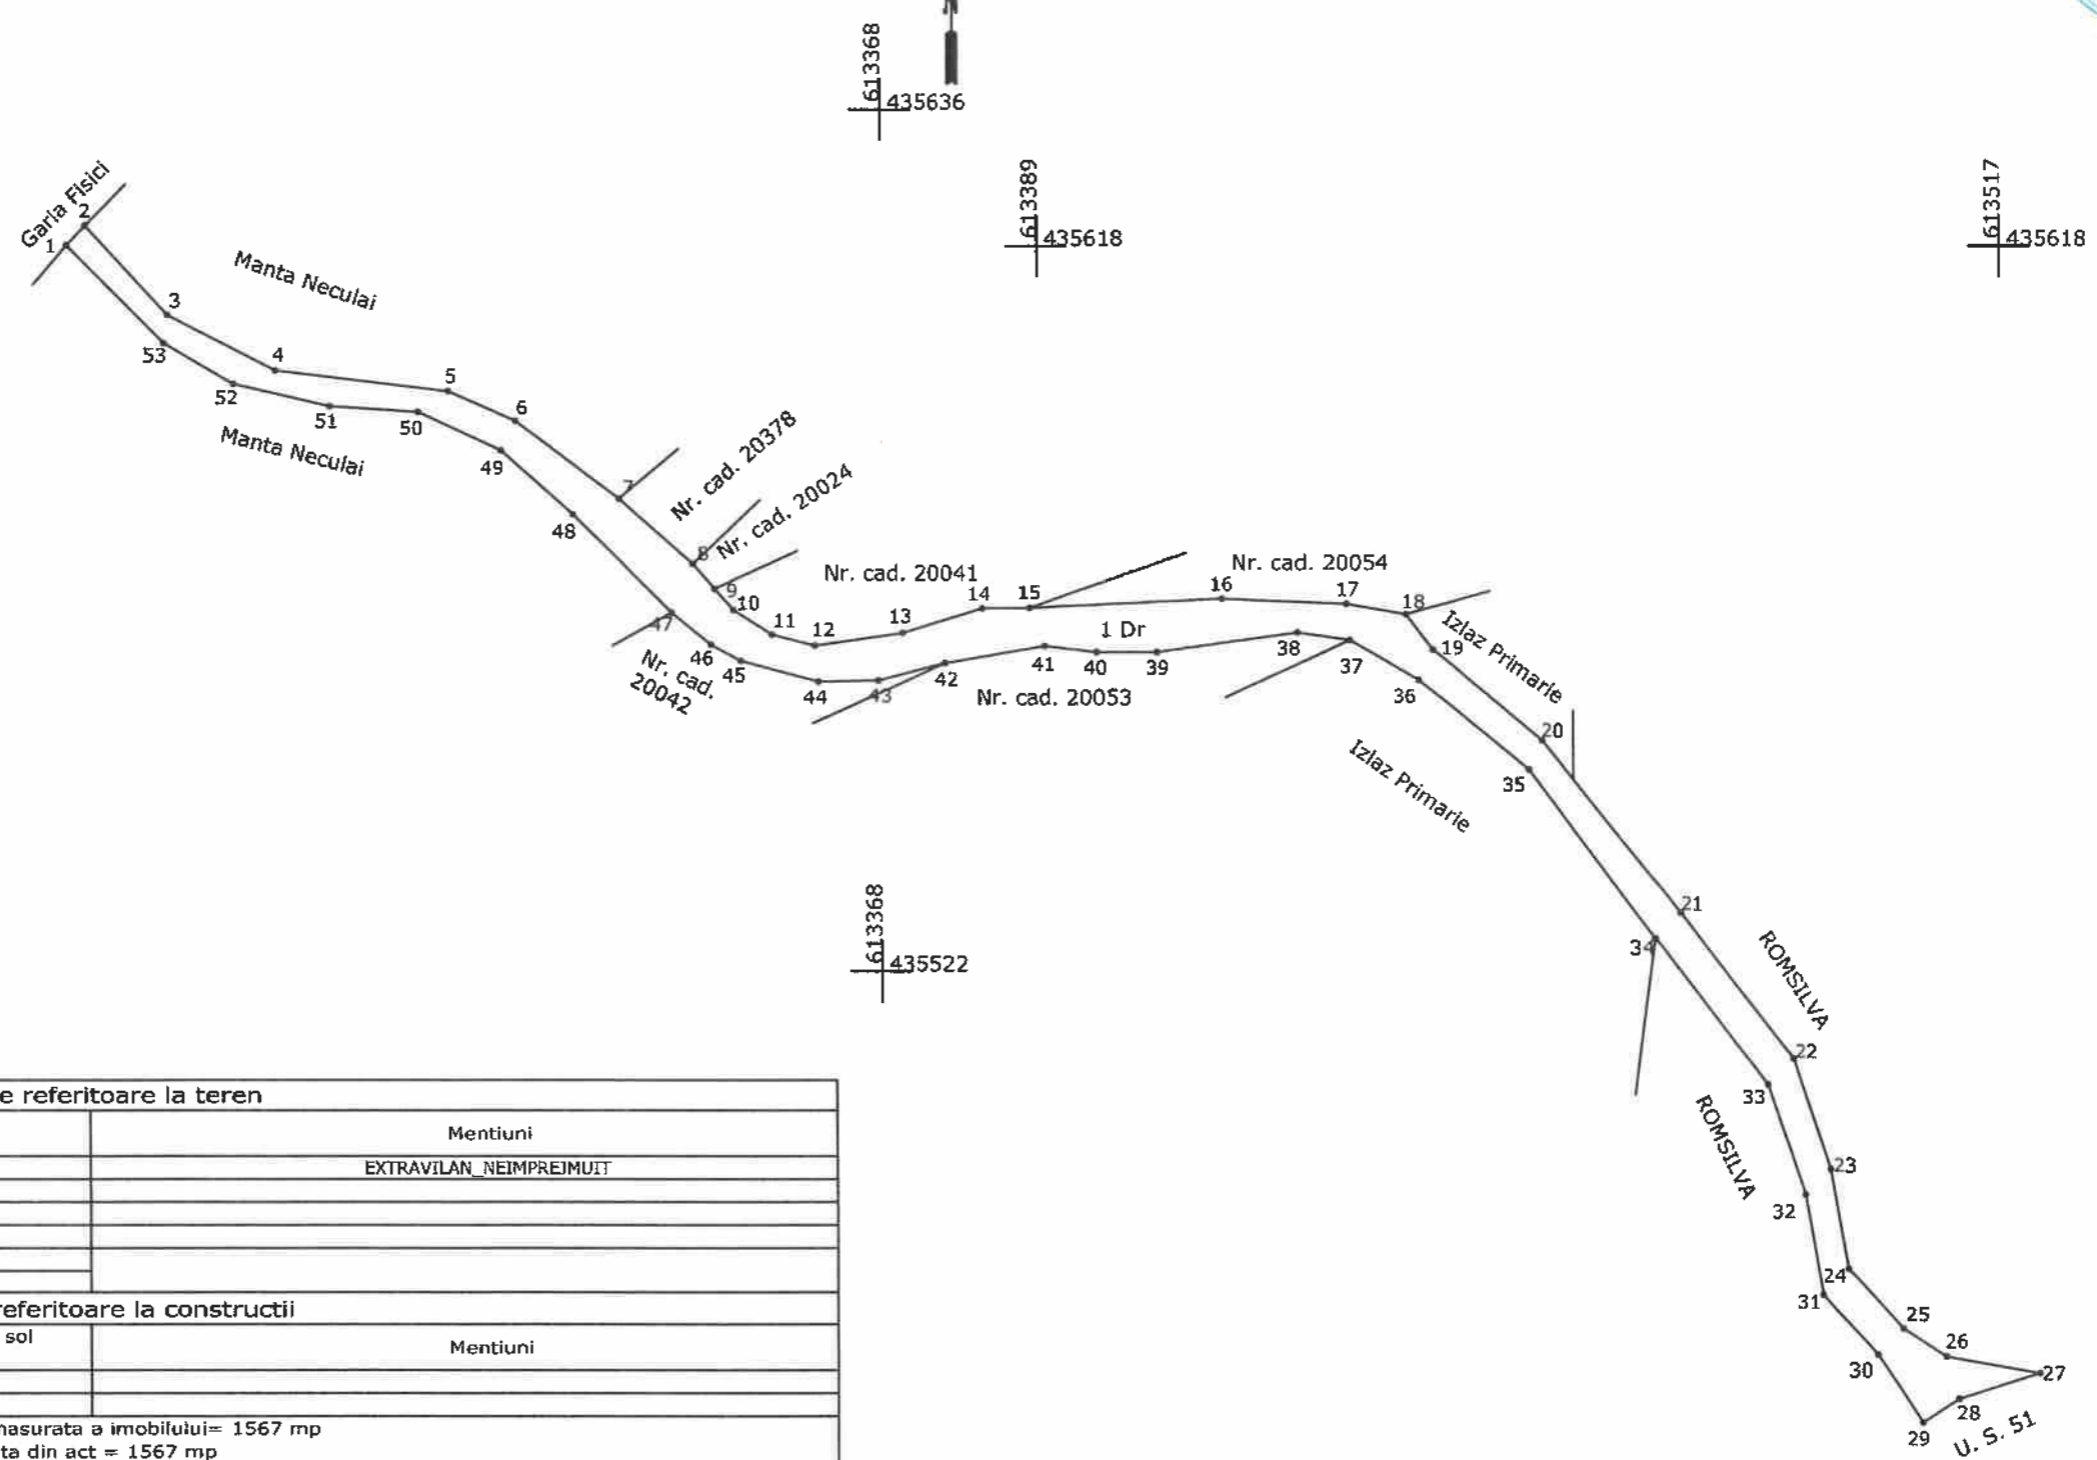 613368
435636
613389
435618
613517
435618
Garla Fisici
2
1
Manta Neculai
3
53
4
5
52
51
50
6
Manta Neculai
49
7
Nr. cad. 20378
48
8
Nr. cad. 20024
9
10
Nr. cad. 20041
11
12
13
14
15
16
Nr. cad. 20054
17
18
Izlaz Primarie
19
1 Dr
47
46
45
Nr. cad.
20042
44
43
42
41
40
39
38
37
36
Nr. cad. 20053
20
35
Izlaz Primarie
21
34
ROMSILVA
613368
435522
22
33
ROMSILVA
23
32
24
31
25
26
27
30
28
29
U. S. 51
e referitoare la teren
Mentiuni
EXTRAVILAN_NEIMPREJMUIT
referitoare la constructii
sol
Mentiuni
masurata a imobilului= 1567 mp
ta din act = 1567 mp